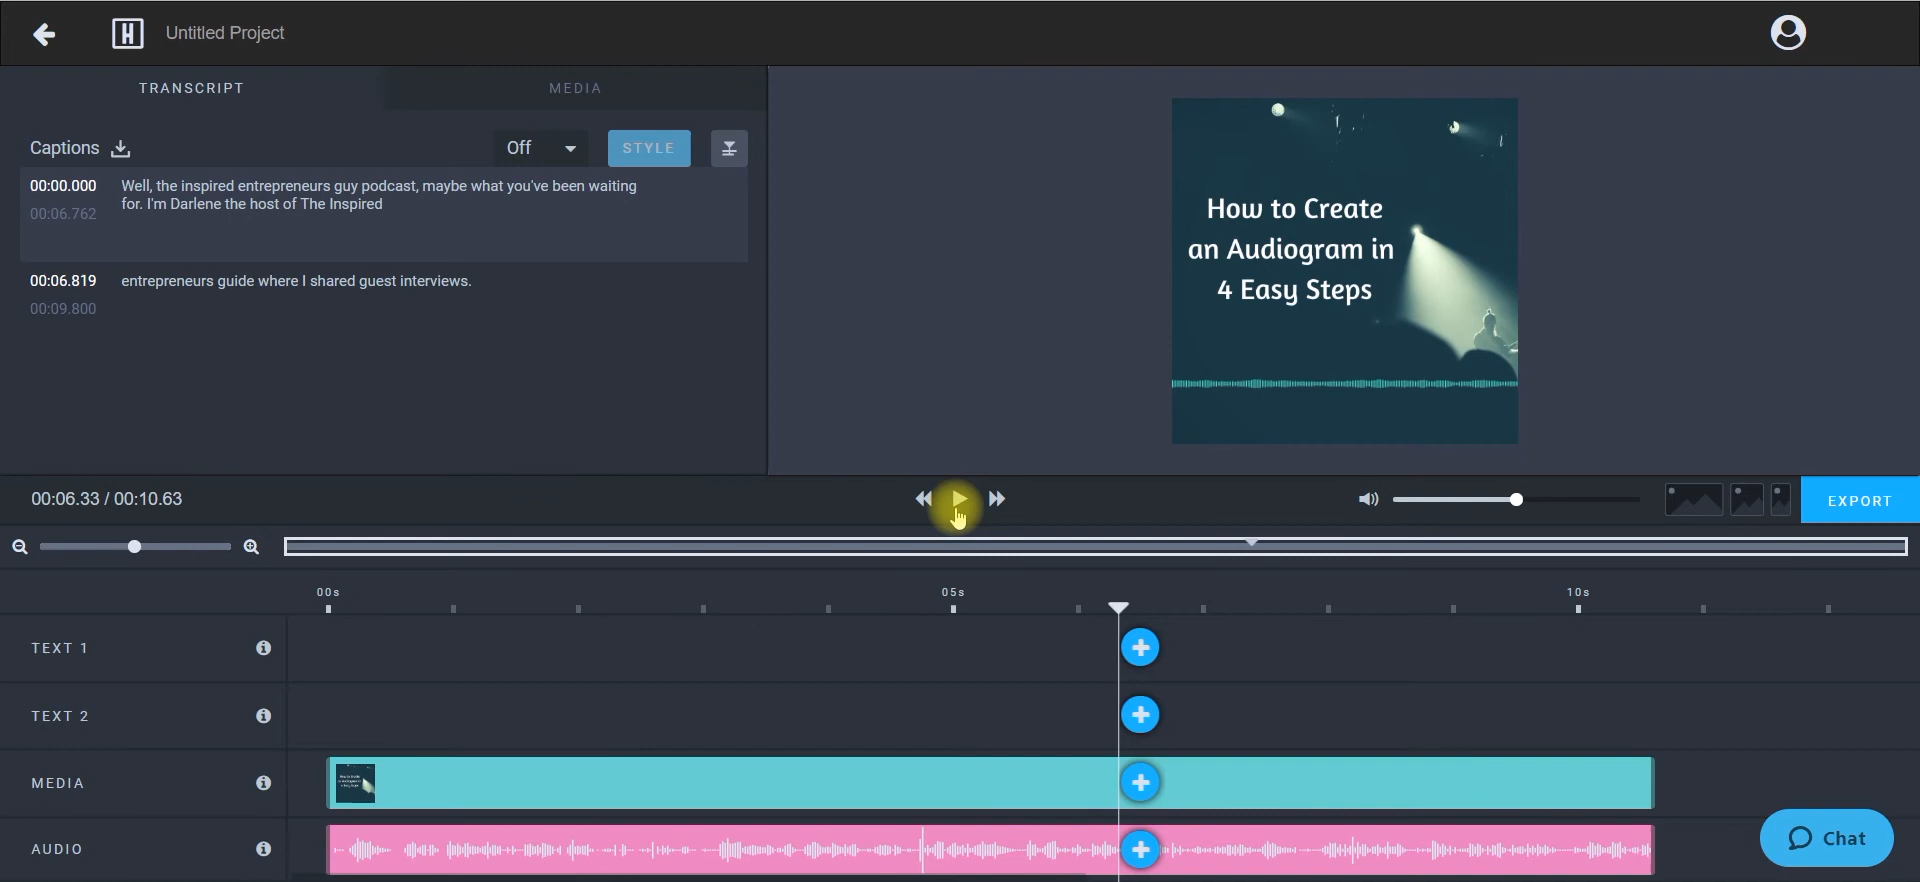 H Untitled Project
TRANSCRIPT
MEDIA
Captions
Off
STYLE
00:00.000
Well, the inspired entrepreneurs guy podcast, maybe what you've been waiting
for. I'm Darlene the host of The Inspired
00:06.762
00:06.819
entrepreneurs guide where I shared guest interviews.
00:09.800
How to Create
an Audiogram in
4 Easy Steps
00:06.33 / 00:10.63
EXPORT
00s
05s
10s
TEXT 1
TEXT 2
MEDIA
AUDIO
Chat